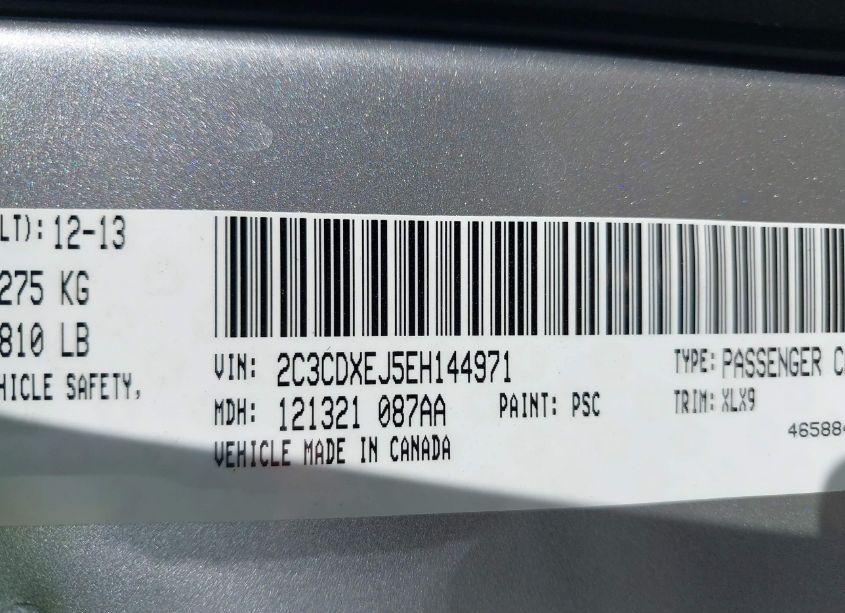 LT): 12-13
275 KG
810 LB
HICLE SAFETY,
VIN: 2C3CDXEJ5EH144971
MDH: 121321 087AA PAINT: PSC
VEHICLE MADE IN CANADA
TYPE: PASSENGER C
TRIM: XLX9
46588